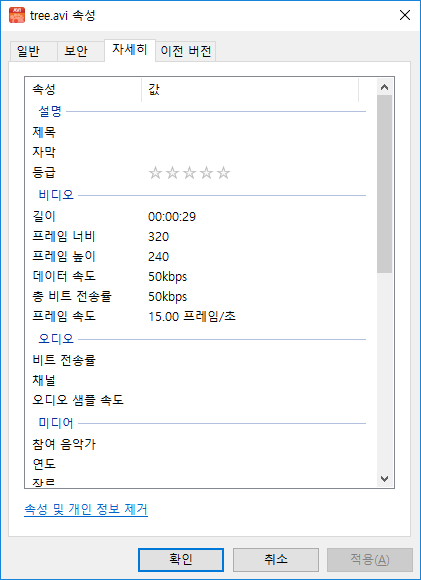 AVI
tree.avi 속성
일반 보안 자세히 이전 버전
속성 값
설명
제목
자막
등급 ☆☆☆☆☆
비디오
길이 00:00:29
프레임 너비 320
프레임 높이 240
데이터 속도 50kbps
총 비트 전송률 50kbps
프레임 속도 15.00 프레임/초
오디오
비트 전송률
채널
오디오 샘플 속도
미디어
참여 음악가
연도
장르
속성 및 개인 정보 제거
확인 취소 적용(A)